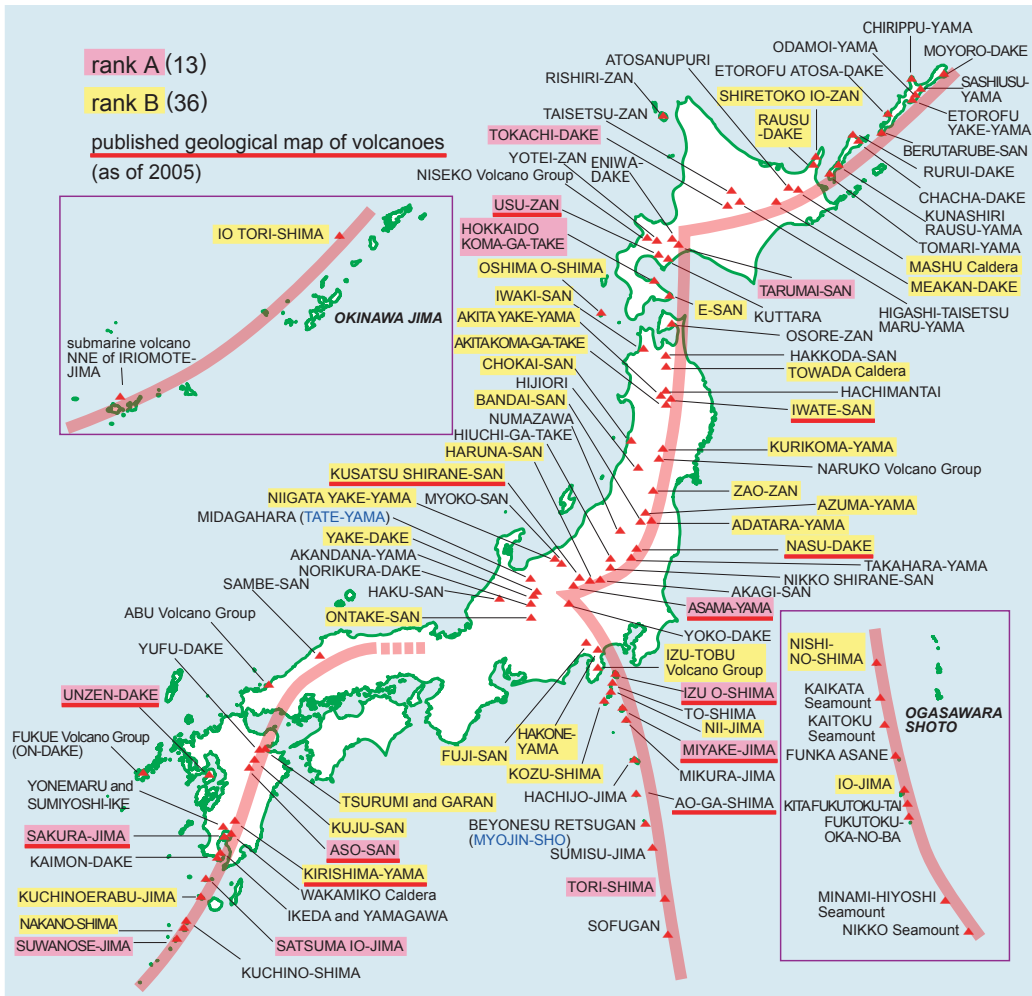 rank A (13)
rank B (36)
published geological map of volcanoes
(as of 2005)
IO TORI-SHIMA
OKINAWA JIMA
submarine volcano
NNE of IRIOMOTE-
JIMA
CHIRIPPU-YAMA
ODAMOI-YAMA
MOYORO-DAKE
ATOSANUPURI
ETOROFU ATOSA-DAKE
RISHIRI-ZAN
SHIRETOKO IO-ZAN
SASHIUSU-
YAMA
TAISETSU-ZAN
RAUSU
-DAKE
ETOROFU
YAKE-YAMA
TOKACHI-DAKE
BERUTARUBE-SAN
YOTEI-ZAN
ENIWA-
DAKE
RURUI-DAKE
NISEKO Volcano Group
CHACHA-DAKE
USU-ZAN
KUNASHIRI
RAUSU-YAMA
HOKKAIDO
KOMA-GA-TAKE
TOMARI-YAMA
OSHIMA O-SHIMA
MASHU Caldera
MEAKAN-DAKE
TARUMAI-SAN
IWAKI-SAN
E-SAN
KUTTARA
HIGASHI-TAISETSU
MARU-YAMA
AKITA YAKE-YAMA
OSORE-ZAN
AKITA KOMA-GA-TAKE
HAKKODA-SAN
CHOKAI-SAN
TOWADA Caldera
HIJIORI
HACHIMANTAI
BANDAI-SAN
IWATE-SAN
NUMAZAWA
HIUCHI-GA-TAKE
KURIKOMA-YAMA
HARUNA-SAN
NARUKO Volcano Group
KUSATSU SHIRANE-SAN
ZAO-ZAN
NIIGATA YAKE-YAMA
MYOKO-SAN
AZUMA-YAMA
MIDAGAHARA (TATE-YAMA)
ADATARA-YAMA
YAKE-DAKE
NASU-DAKE
AKANDANA-YAMA
TAKAHARA-YAMA
NORIKURA-DAKE
NIKKO SHIRANE-SAN
SAMBE-SAN
HAKU-SAN
AKAGI-SAN
ASAMA-YAMA
ABU Volcano Group
ONTAKE-SAN
YOKO-DAKE
YUFU-DAKE
IZU-TOBU
Volcano Group
UNZEN-DAKE
IZU O-SHIMA
TO-SHIMA
FUKUE Volcano Group
(ON-DAKE)
HAKONE-
YAMA
NII-JIMA
FUJI-SAN
MIYAKE-JIMA
YONEMARU and
SUMIYOSHI-IKE
KOZU-SHIMA
MIKURA-JIMA
TSURUMI and GARAN
HACHIJO-JIMA
AO-GA-SHIMA
SAKURA-JIMA
KUJU-SAN
BEYONESU RETSUGAN
(MYOJIN-SHO)
KAIMON-DAKE
ASO-SAN
SUMISU-JIMA
KIRISHIMA-YAMA
KUCHINOERABU-JIMA
WAKAMIKO Caldera
TORI-SHIMA
IKEDA and YAMAGAWA
NAKANO-SHIMA
SOFUGAN
SUWANOSE-JIMA
SATSUMA IO-JIMA
KUCHINO-SHIMA
NISHI-
NO-SHIMA
KAIKATA
Seamount
OGASAWARA
SHOTO
KAITOKU
Seamount
FUNKA ASANE
IO-JIMA
KITAFUKUTOKU-TAI
FUKUTOKU-
OKA-NO-BA
MINAMI-HIYOSHI
Seamount
NIKKO Seamount